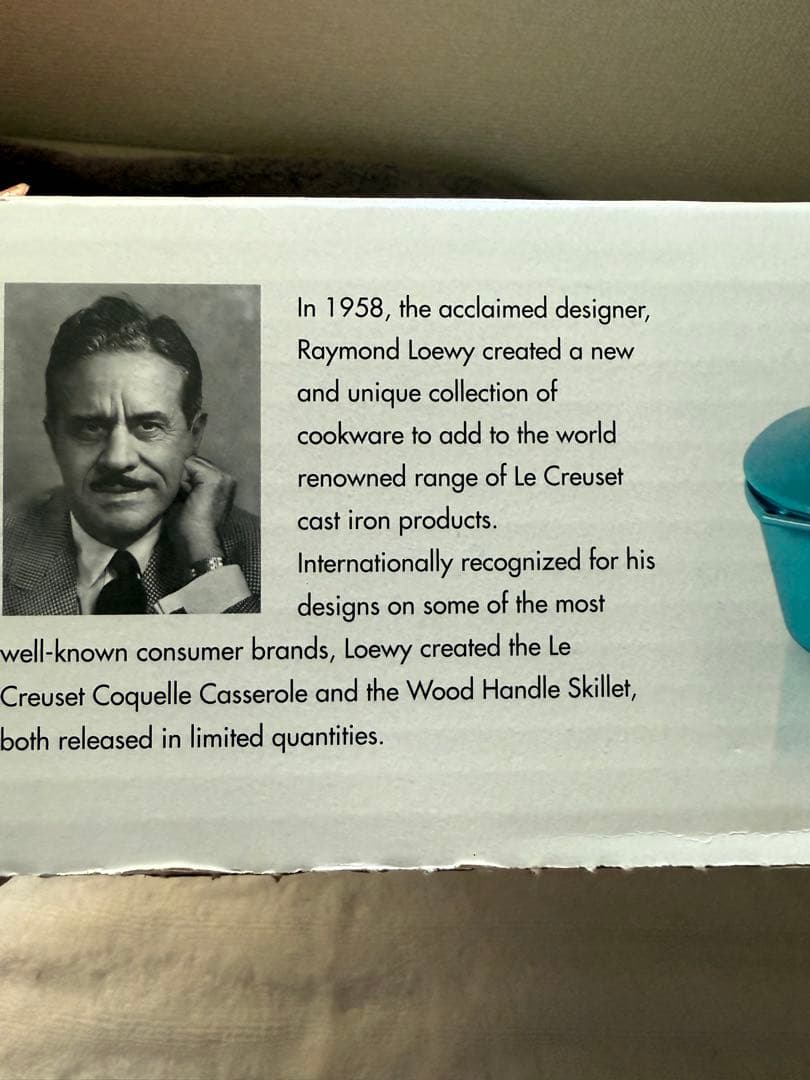 In 1958, the acclaimed designer,
Raymond Loewy created a new
and unique collection of
cookware to add to the world
renowned range of Le Creuset
cast iron products.
Internationally recognized for his
designs on some of the most
well-known consumer brands, Loewy created the Le
Creuset Coquelle Casserole and the Wood Handle Skillet,
both released in limited quantities.